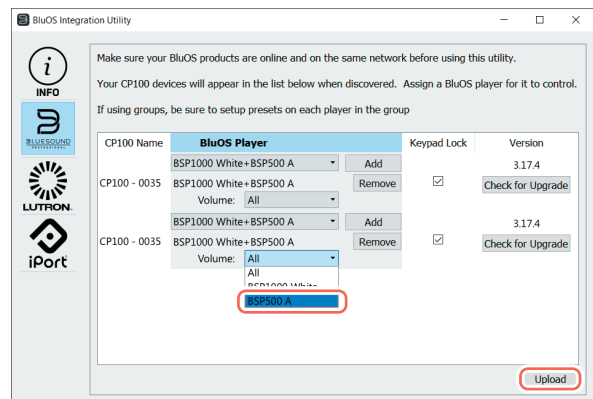 BluOS Integration Utility
i
INFO
BLUESOUND
PROFESSIONAL
LUTRON.
iPort
Make sure your BluOS products are online and on the same network before using this utility.
Your CP100 devices will appear in the list below when discovered. Assign a BluOS player for it to control.
If using groups, be sure to setup presets on each player in the group
CP100 Name BluOS Player Keypad Lock Version
BSP1000 White+BSP500 A Add 3.17.4
CP100 - 0035 BSP1000 White+BSP500 A Remove Check for Upgrade
Volume: All
BSP1000 White+BSP500 A Add 3.17.4
CP100 - 0035 BSP1000 White+BSP500 A Remove Check for Upgrade
Volume: All
All
BSP1000 White
BSP500 A
Upload